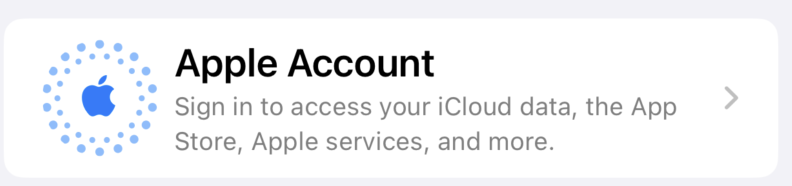 Apple Account
Sign in to access your iCloud data, the App
Store, Apple services, and more.